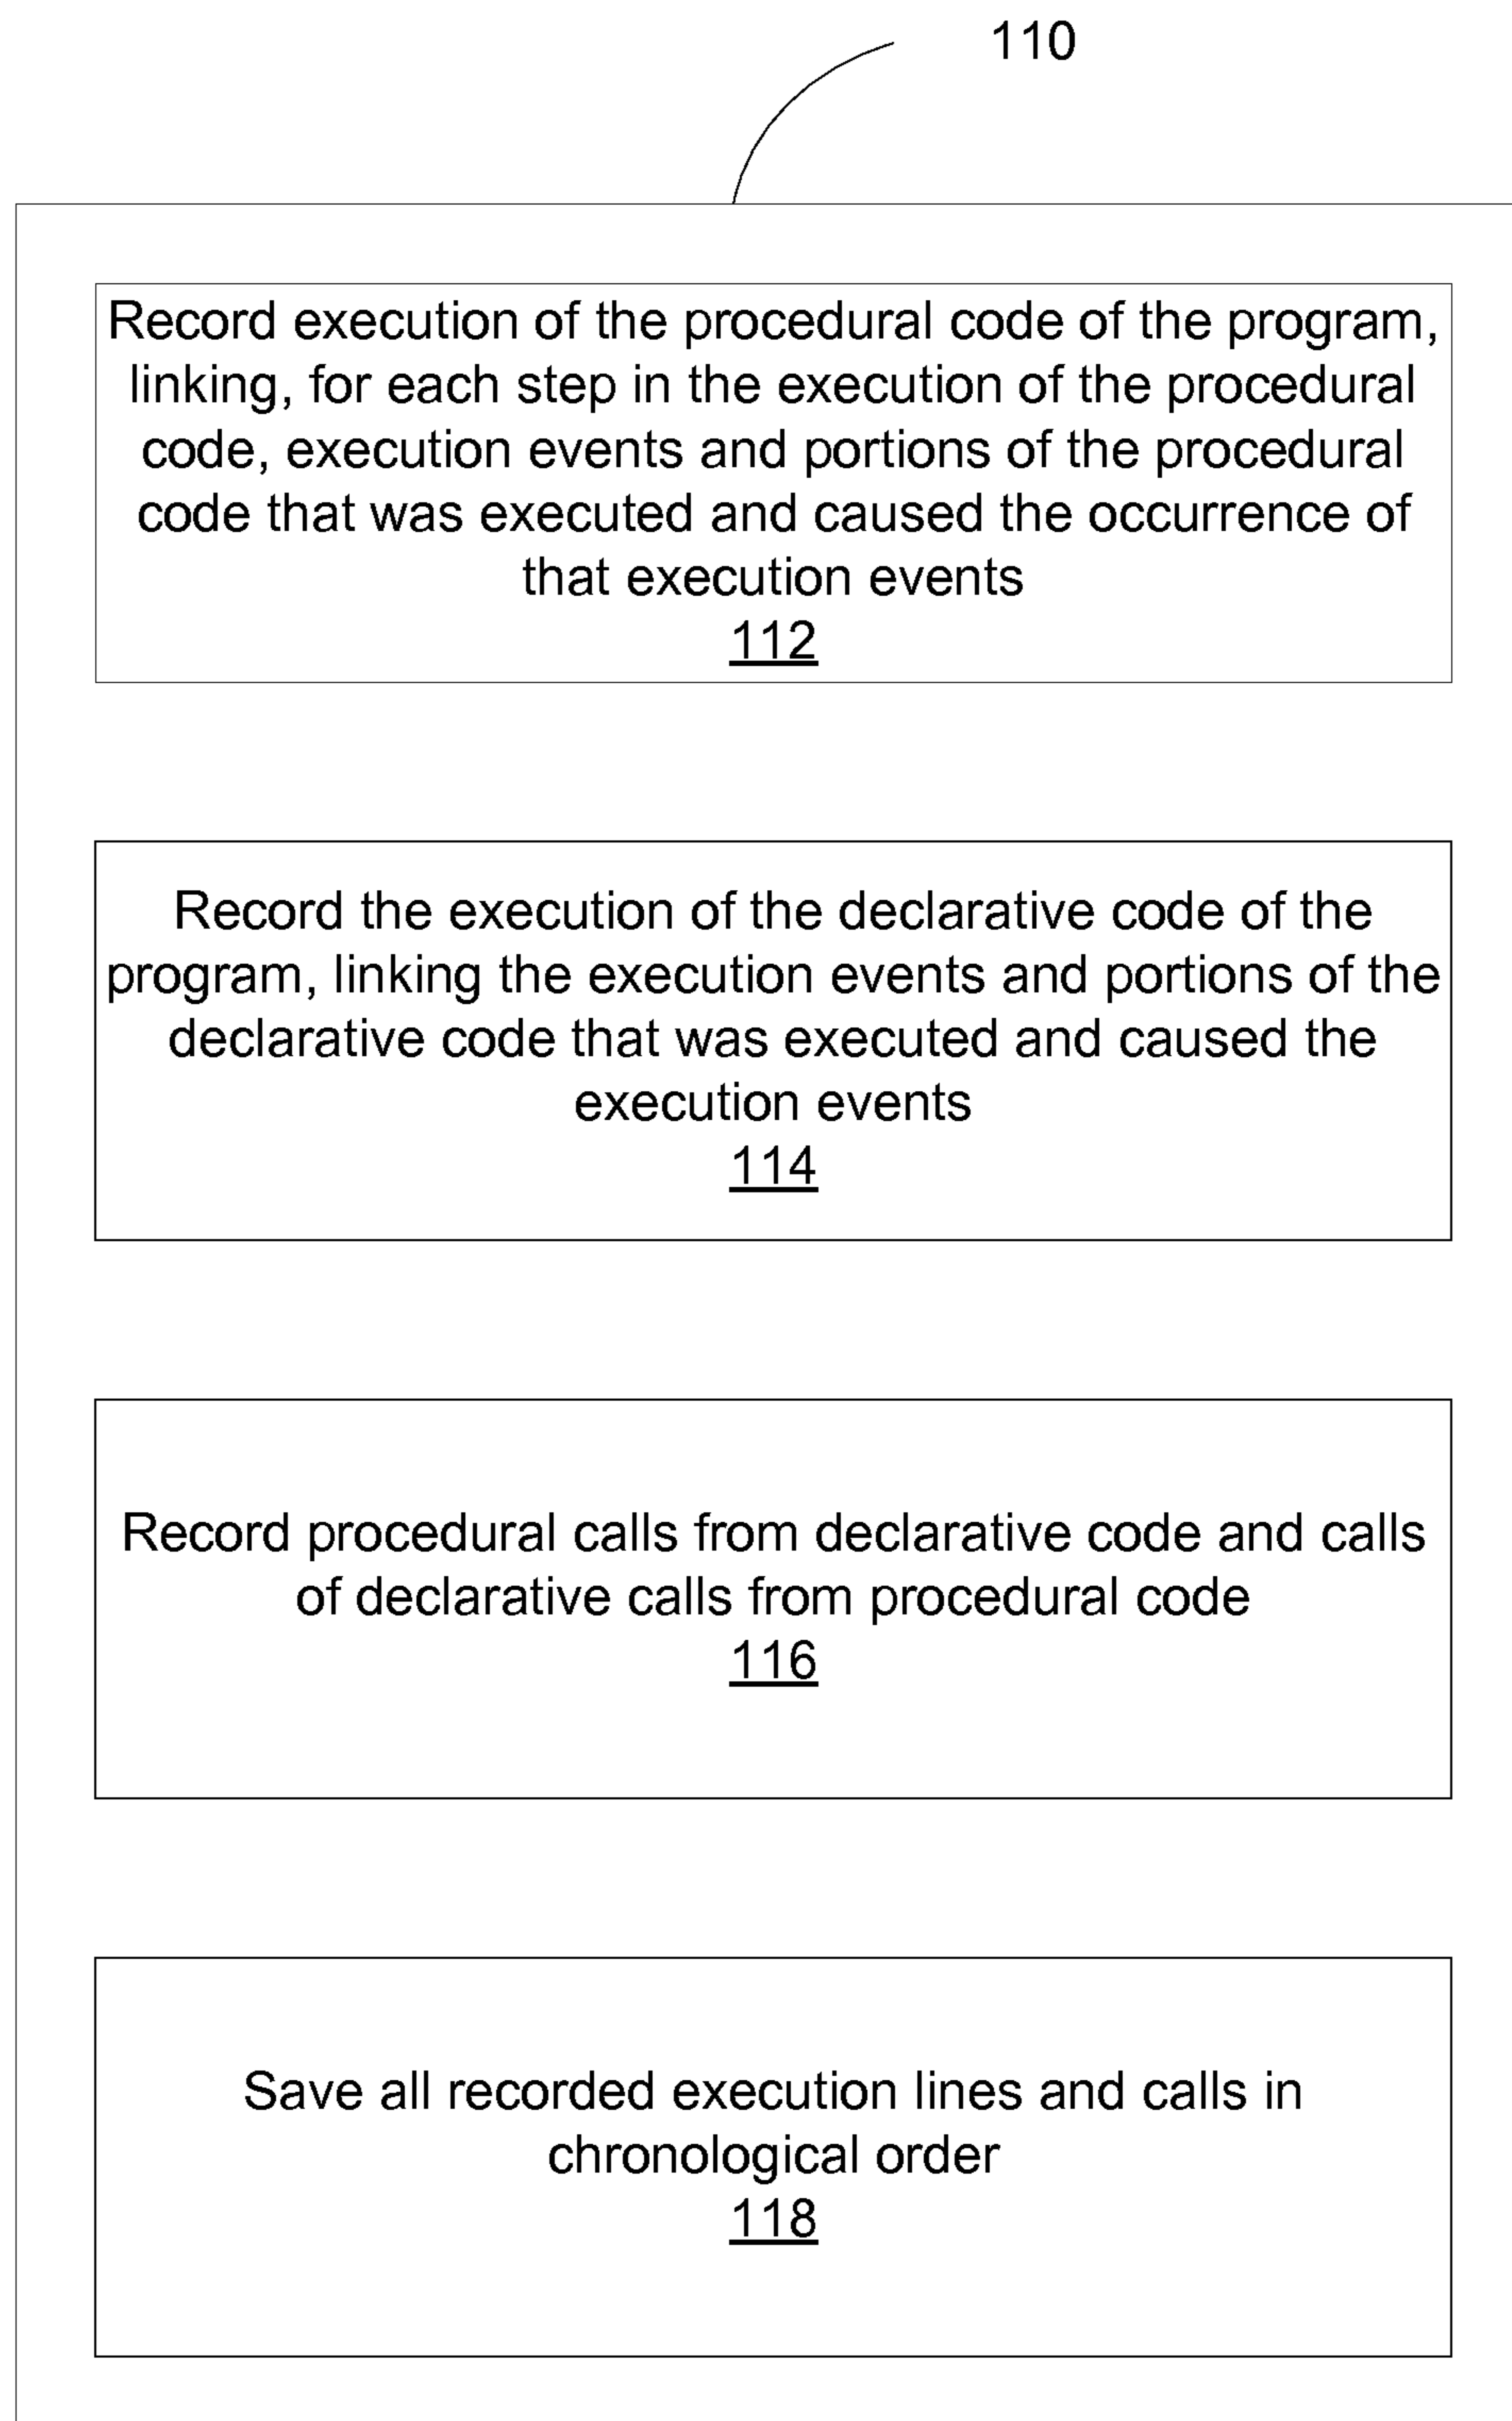 110
Record execution of the procedural code of the program,
linking, for each step in the execution of the procedural
code, execution events and portions of the procedural
code that was executed and caused the occurrence of
that execution events
112
Record the execution of the declarative code of the
program, linking the execution events and portions of the
declarative code that was executed and caused the
execution events
114
Record procedural calls from declarative code and calls
of declarative calls from procedural code
116
Save all recorded execution lines and calls in
chronological order
118